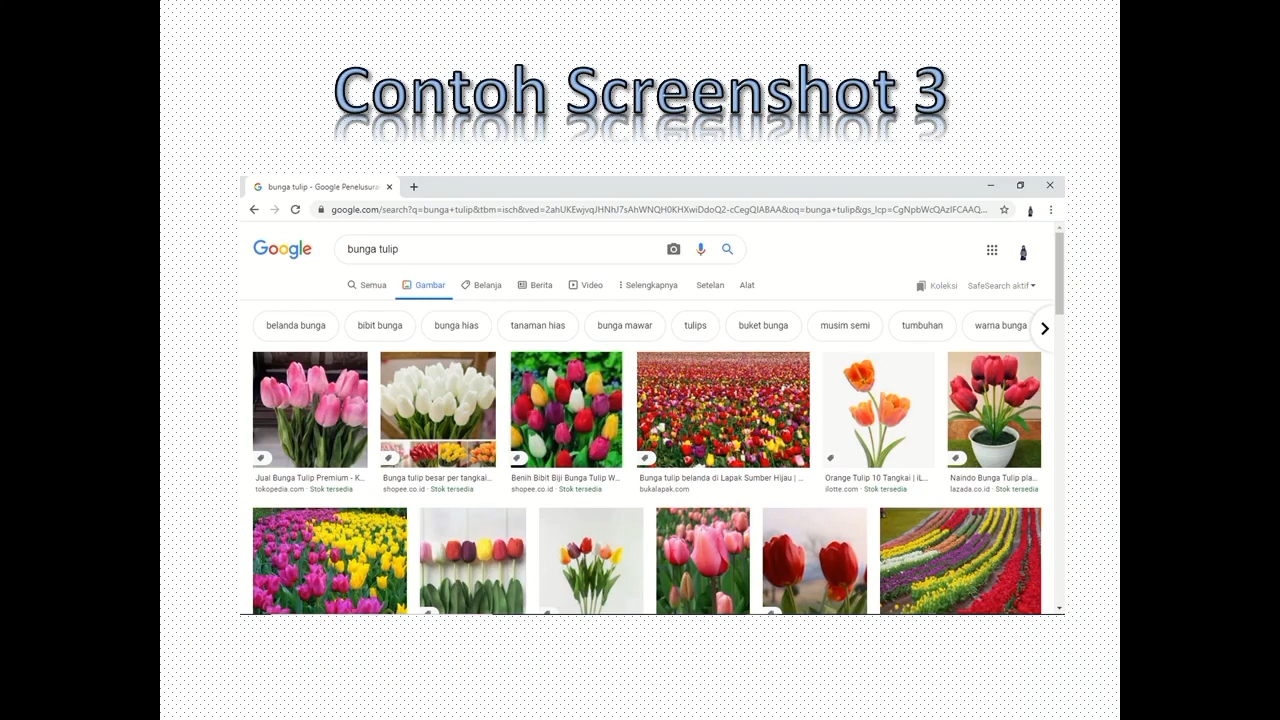 Contoh Screenshot 3
bunga tulip - Google Penelusura
google.com/search?q=bunga+tulip&tbm=isch&ved=2ahUKEwjvqJHNhJ7sAhWNQH0KHXwiDdoQ2-cCegQIABAA&oq=bunga+tulip&gs_lcp=CgNpbWcQAzIFCAAQ...
Google
bunga tulip
Semua Gambar Belanja Berita Video Selengkapnya Setelan Alat Koleksi SafeSearch aktif
belanda bunga bibit bunga bunga hias tanaman hias bunga mawar tulips buket bunga musim semi tumbuhan warna bunga
Jual Bunga Tulip Premium - K... Bunga tulip besar per tangkai... Benih Bibit Biji Bunga Tulip W... Bunga tulip belanda di Lapak Sumber Hijau | ... Orange Tulip 10 Tangkai | iL... Naindo Bunga Tulip pla...
tokopedia.com · Stok tersedia shopee.co.id · Stok tersedia shopee.co.id · Stok tersedia bukalapak.com ilotte.com · Stok tersedia lazada.co.id · Stok tersedia